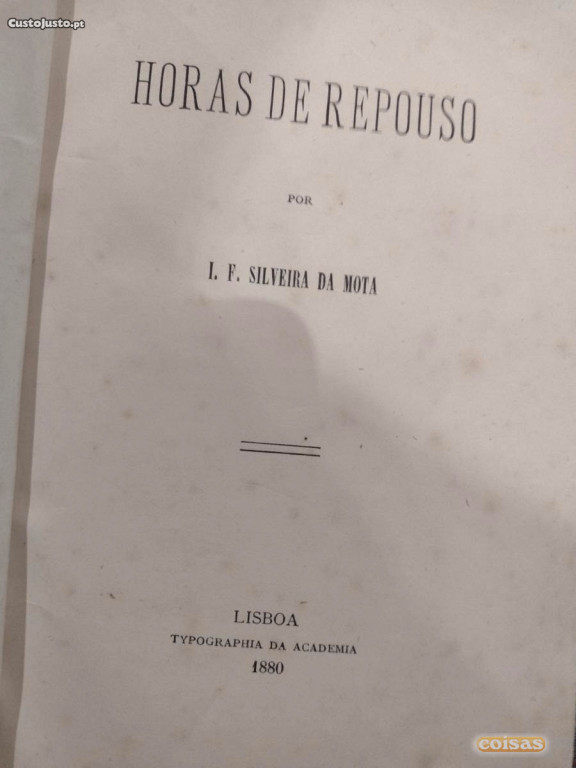 CustoJusto.pt
HORAS DE REPOUSO
POR
I. F. SILVEIRA DA MOTA
LISBOA
TYPOGRAPHIA DA ACADEMIA
1880
coisas